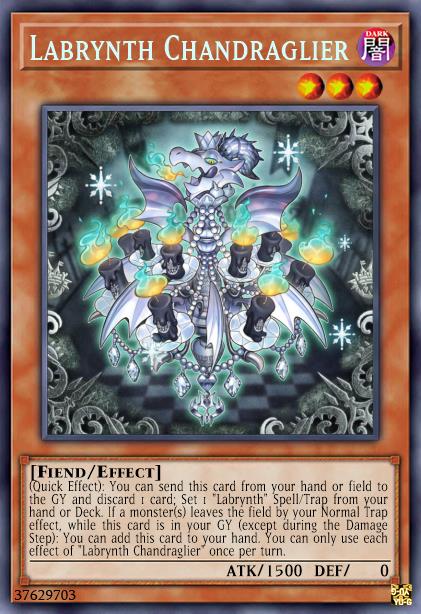 Labrynth Chandraglier
DARK
闇
[Fiend/Effect]
(Quick Effect): You can send this card from your hand or field to
the GY and discard 1 card; Set 1 "Labrynth" Spell/Trap from your
hand or Deck. If a monster(s) leaves the field by your Normal Trap
effect, while this card is in your GY (except during the Damage
Step): You can add this card to your hand. You can only use each
effect of "Labrynth Chandraglier" once per turn.
ATK/1500 DEF/ 0
37629703